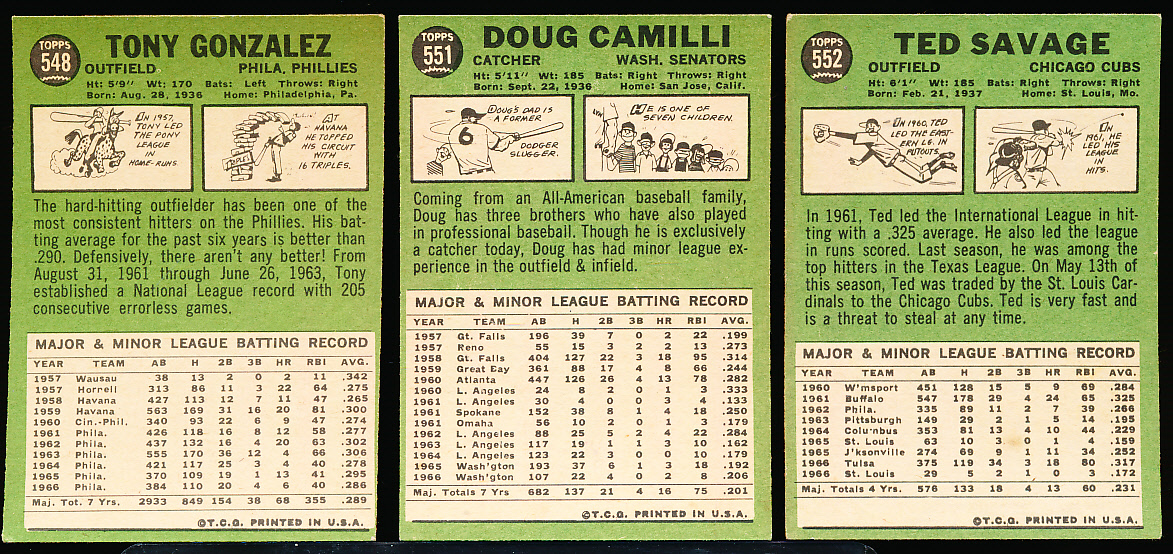 TOPPS
548
TONY GONZALEZ
OUTFIELD PHILA. PHILLIES
Ht: 5'9" Wt: 170 Bats: Left Throws: Right
Born: Aug. 28, 1936 Home: Philadelphia, Pa.
IN 1957, TONY LED THE PONY LEAGUE IN HOME-RUNS.
AT HAVANA HE TOPPED HIS CIRCUIT WITH 16 TRIPLES.
The hard-hitting outfielder has been one of the
most consistent hitters on the Phillies. His bat-
ting average for the past six years is better than
.290. Defensively, there aren't any better! From
August 31, 1961 through June 26, 1963, Tony
established a National League record with 205
consecutive errorless games.
MAJOR & MINOR LEAGUE BATTING RECORD
YEAR TEAM AB H 2B 3B HR RBI AVG.
1957 Wausau 38 13 2 0 2 11 .342
1957 Hornell 313 86 11 3 22 64 .275
1958 Havana 427 113 12 7 11 47 .265
1959 Havana 563 169 31 16 20 81 .300
1960 Cin.-Phil. 340 93 22 6 9 47 .274
1961 Phila. 426 118 16 8 12 58 .277
1962 Phila. 437 132 16 4 20 63 .302
1963 Phila. 555 170 36 12 4 66 .306
1964 Phila. 421 117 25 3 4 40 .278
1965 Phila. 370 109 19 1 13 41 .295
1966 Phila. 384 110 20 4 6 40 .286
Maj. Tot. 7 Yrs. 2933 849 154 38 68 355 .289
©T.C.G. PRINTED IN U.S.A.
TOPPS
551
DOUG CAMILLI
CATCHER WASH. SENATORS
Ht: 5'11" Wt: 185 Bats: Right Throws: Right
Born: Sept. 22, 1936 Home: San Jose, Calif.
DOUG'S DAD IS A FORMER DODGER SLUGGER.
6
HE IS ONE OF SEVEN CHILDREN.
Coming from an All-American baseball family,
Doug has three brothers who have also played
in professional baseball. Though he is exclusively
a catcher today, Doug has had minor league ex-
perience in the outfield & infield.
MAJOR & MINOR LEAGUE BATTING RECORD
YEAR TEAM AB H 2B 3B HR RBI AVG.
1957 Gt. Falls 196 39 7 0 2 22 .199
1957 Reno 55 15 3 2 2 13 .273
1958 Gt. Falls 404 127 22 3 18 95 .314
1959 Great Bay 361 88 17 4 8 66 .244
1960 Atlanta 447 126 26 4 13 78 .282
1960 L. Angeles 24 8 2 0 1 3 .333
1961 L. Angeles 30 4 0 0 3 4 .133
1961 Spokane 152 38 8 1 4 18 .250
1961 Omaha 56 10 2 0 1 3 .179
1962 L. Angeles 88 25 5 2 4 22 .284
1963 L. Angeles 117 19 1 1 3 10 .162
1964 L. Angeles 123 22 3 0 0 10 .179
1965 Wash'gton 193 37 6 1 3 18 .192
1966 Wash'gton 107 22 4 0 2 8 .206
Maj. Totals 7 Yrs 682 137 21 4 16 75 .201
©T.C.G. PRINTED IN U.S.A.
TOPPS
552
TED SAVAGE
OUTFIELD CHICAGO CUBS
Ht: 6'1" Wt: 185 Bats: Right Throws: Right
Born: Feb. 21, 1937 Home: St. Louis, Mo.
IN 1960, TED LED THE EAST-ERN LG. IN PUTOUTS.
IN 1961, HE LED HIS LEAGUE IN HITS.
In 1961, Ted led the International League in hit-
ting with a .325 average. He also led the league
in runs scored. Last season, he was among the
top hitters in the Texas League. On May 13th of
this season, Ted was traded by the St. Louis Car-
dinals to the Chicago Cubs. Ted is very fast and
is a threat to steal at any time.
MAJOR & MINOR LEAGUE BATTING RECORD
YEAR TEAM AB H 2B 3B HR RBI AVG.
1960 W'msport 451 128 15 5 9 69 .284
1961 Buffalo 547 178 29 4 24 65 .325
1962 Phila. 335 89 11 2 7 39 .266
1963 Pittsburgh 149 29 2 1 5 14 .195
1964 Columbus 353 81 13 4 10 44 .229
1965 St. Louis 63 10 3 0 1 4 .159
1965 J'ksonville 274 69 9 1 11 34 .252
1966 Tulsa 375 119 34 3 18 80 .317
1966 St. Louis 29 5 2 1 0 3 .172
Maj. Totals 4 Yrs. 576 133 18 4 13 60 .231
©T.C.G. PRINTED IN U.S.A.